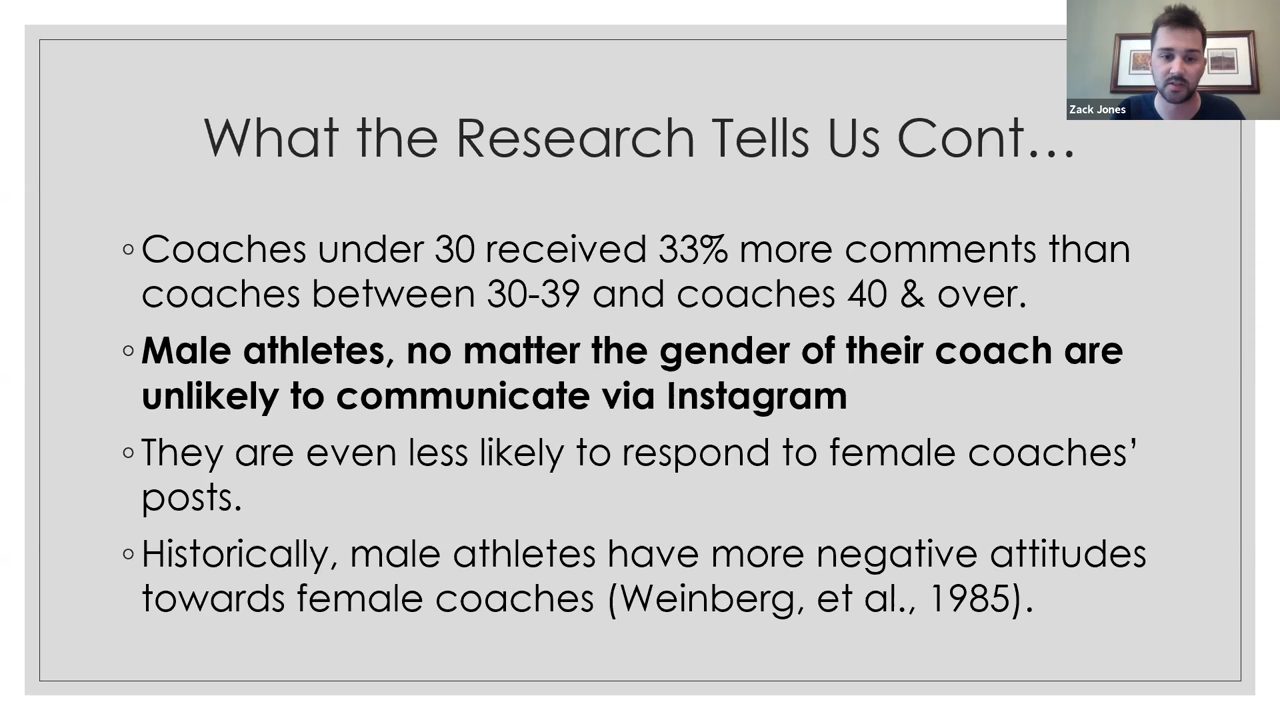 Zack Jones
What the Research Tells Us Cont…
◦Coaches under 30 received 33% more comments than
coaches between 30-39 and coaches 40 & over.
◦Male athletes, no matter the gender of their coach are
unlikely to communicate via Instagram
◦They are even less likely to respond to female coaches’
posts.
◦Historically, male athletes have more negative attitudes
towards female coaches (Weinberg, et al., 1985).